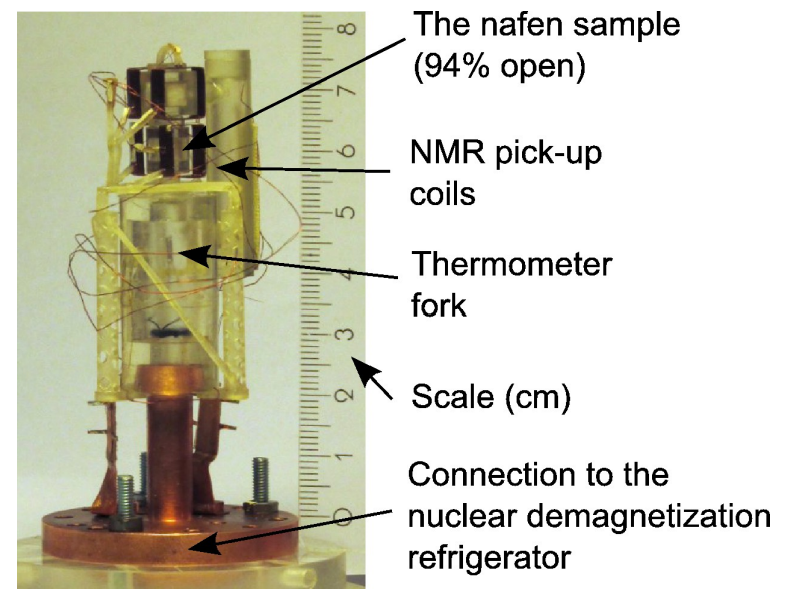 The nafen sample
(94% open)
NMR pick-up
coils
Thermometer
fork
Scale (cm)
Connection to the
nuclear demagnetization
refrigerator
8
7
6
5
4
3
2
1
0